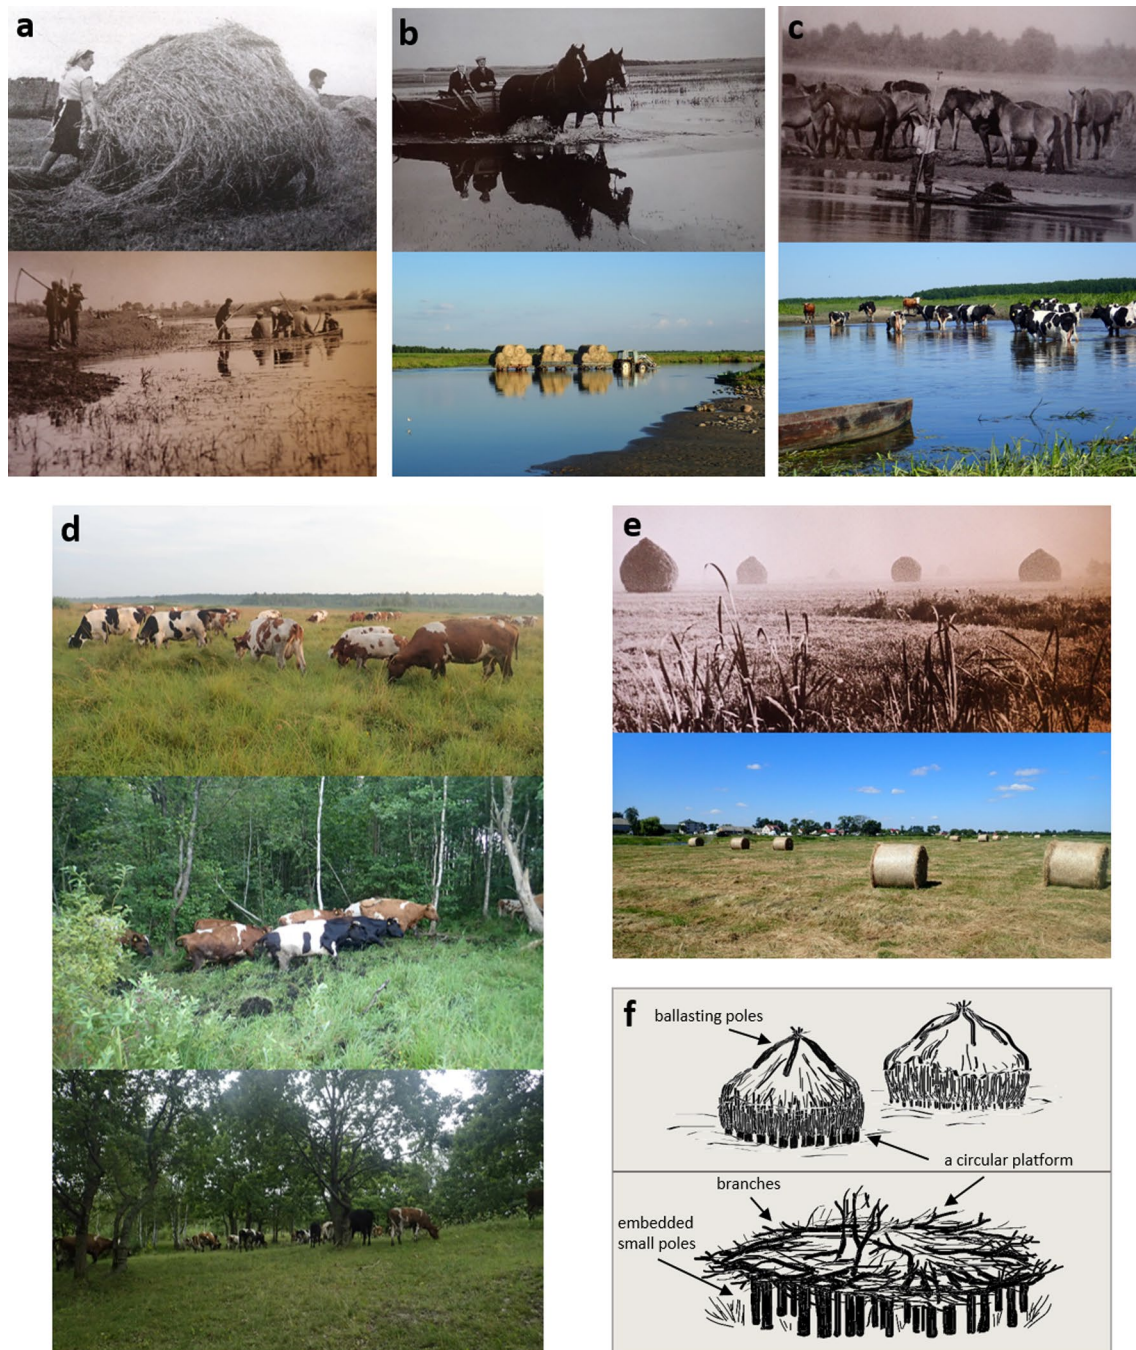 a
b
c
d
e
f
ballasting poles
a circular platform
branches
embedded
small poles